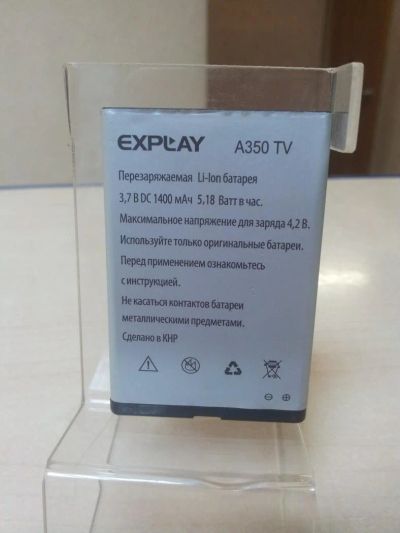 EXPLAY A350 TV
Перезаряжаемая Li-Ion батарея
3,7 В DC 1400 мАч 5,18 Ватт в час.
Максимальное напряжение для заряда 4,2 В.
Используйте только оригинальные батареи.
Перед применением ознакомьтесь
с инструкцией.
Не касаться контактов батареи
металлическими предметами.
Сделано в КНР